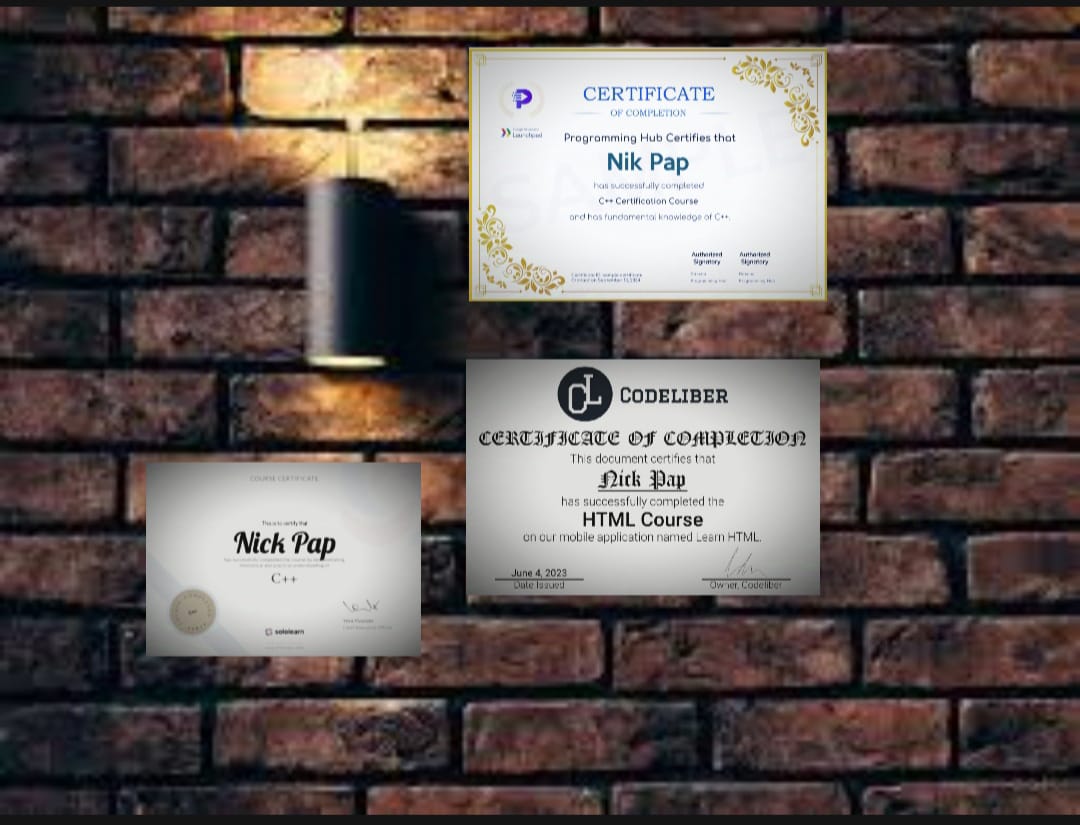 CERTIFICATE
OF COMPLETION
Launchpad
Programming Hub Certifies that
Nik Pap
has successfully completed
C++ Certification Course
and has fundamental knowledge of C++.
Authorized Authorized
Signatory Signatory
SAMPLE
CL CODELIBER
CERTIFICATE OF COMPLETION
This document certifies that
Nick Pap
has successfully completed the
HTML Course
on our mobile application named Learn HTML.
June 4, 2023
Date Issued
Owner, Codeliber
COURSE CERTIFICATE
This is to certify that
Nick Pap
C++
sololearn